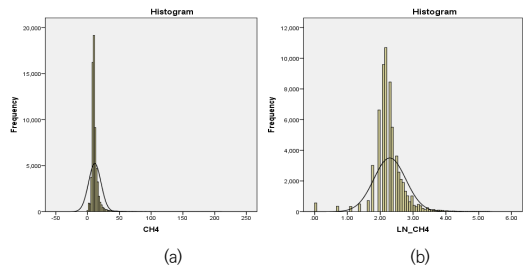 Histogram
20,000
15,000
10,000
5,000
0
Frequency
-50 0 50 100 150 200 250
CH4
(a)
Histogram
12,000
10,000
8,000
6,000
4,000
2,000
0
Frequency
.00 1.00 2.00 3.00 4.00 5.00 6.00
LN_CH4
(b)